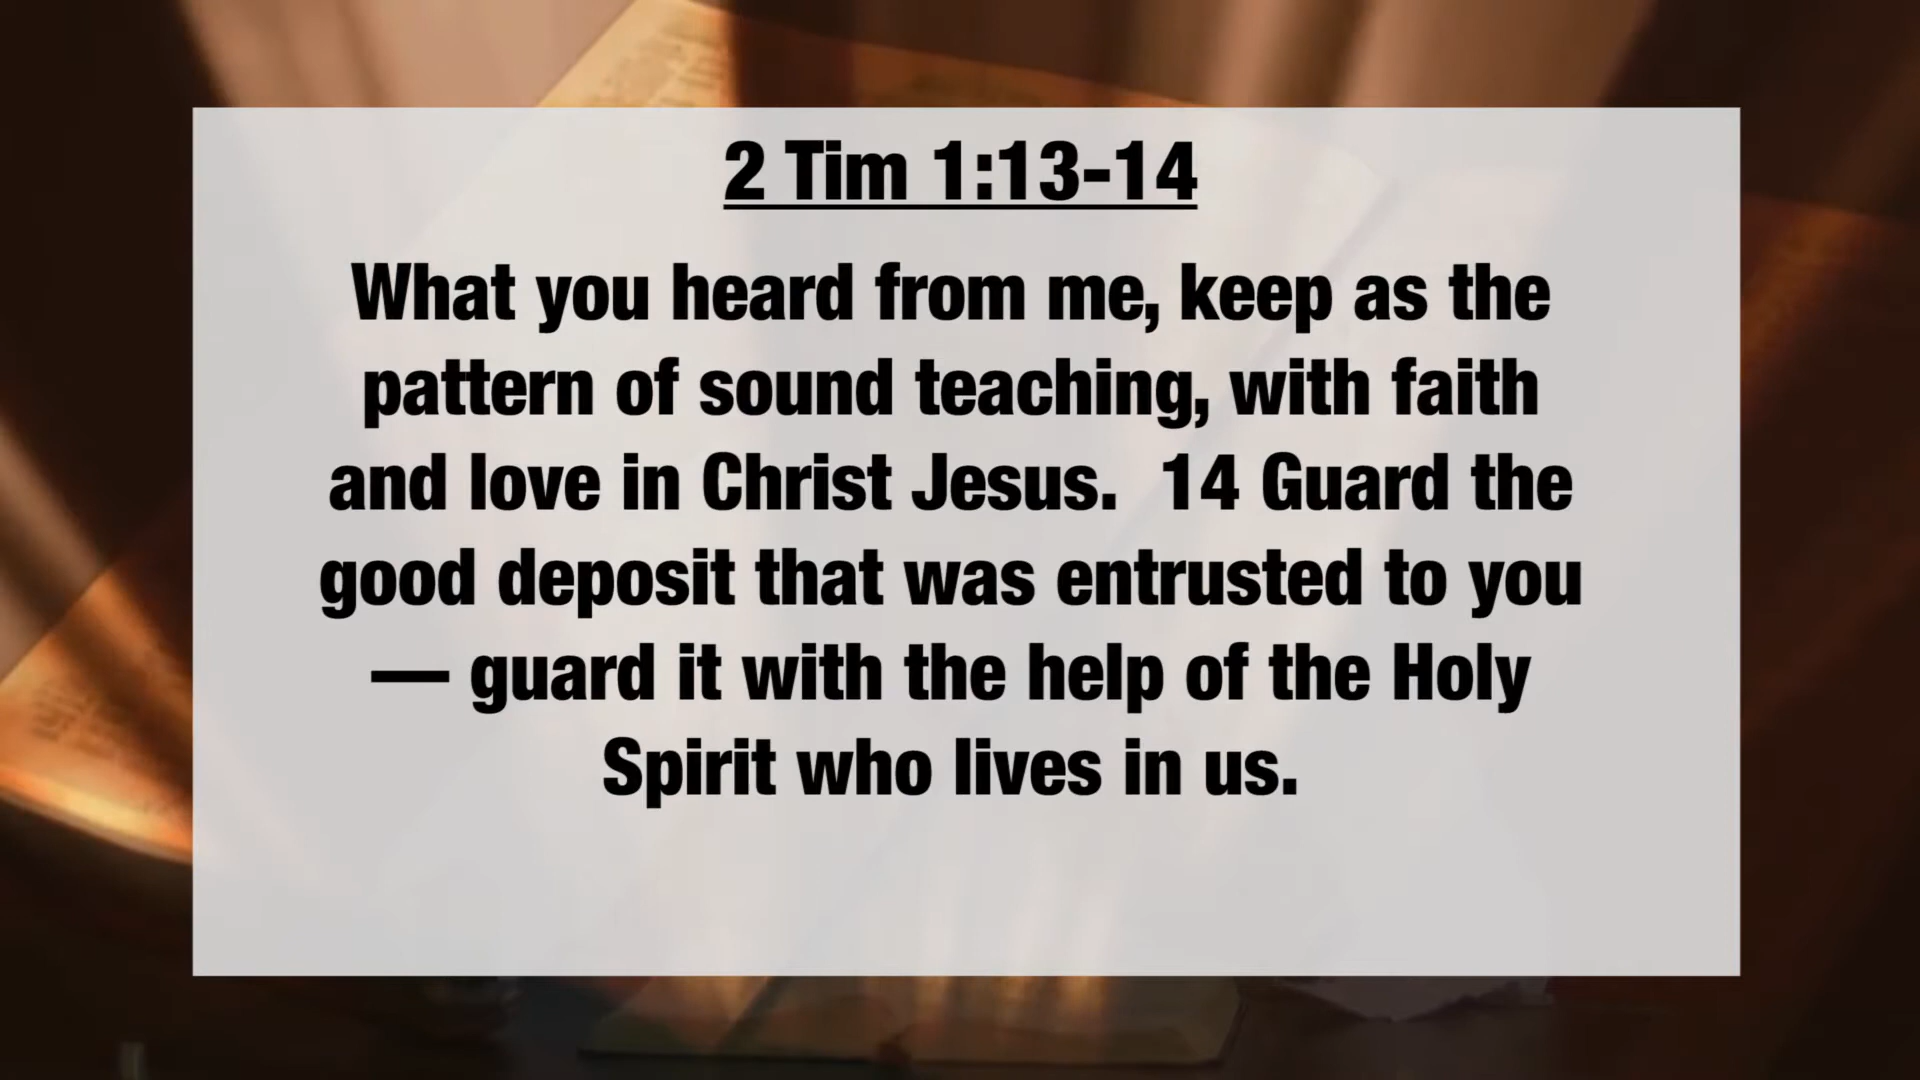 2 Tim 1:13-14
What you heard from me, keep as the
pattern of sound teaching, with faith
and love in Christ Jesus.  14 Guard the
good deposit that was entrusted to you
— guard it with the help of the Holy
Spirit who lives in us.